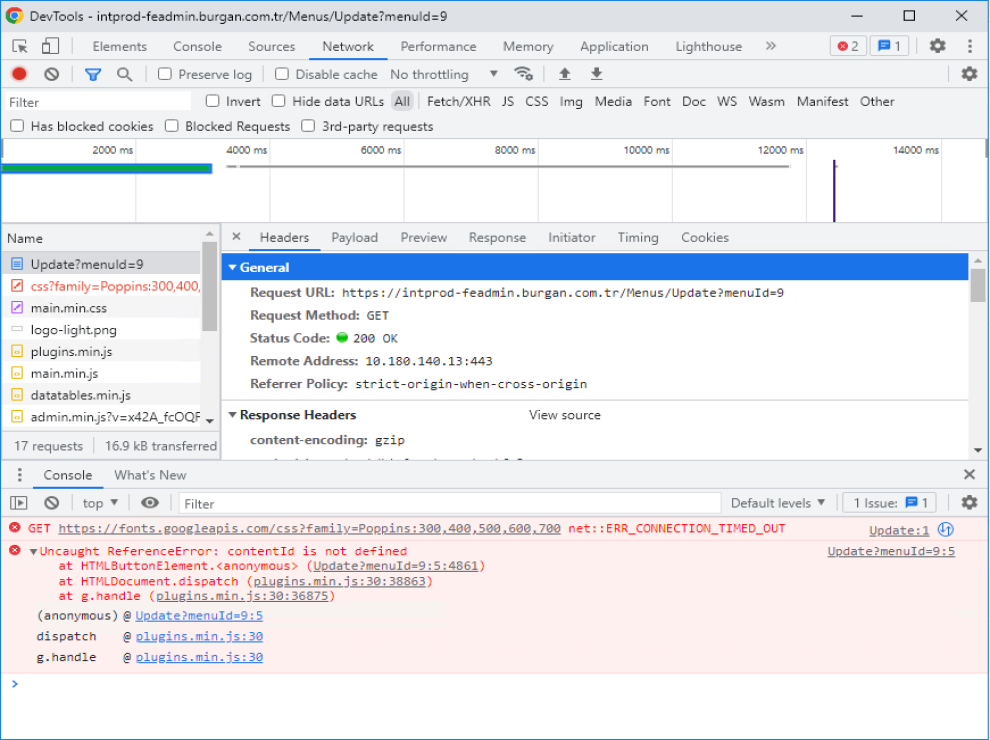 DevTools - intprod-feadmin.burgan.com.tr/Menus/Update?menuId=9
Elements Console Sources Network Performance Memory Application Lighthouse » 2 1
Preserve log Disable cache No throttling
Filter Invert Hide data URLs All Fetch/XHR JS CSS Img Media Font Doc WS Wasm Manifest Other
Has blocked cookies Blocked Requests 3rd-party requests
2000 ms 4000 ms 6000 ms 8000 ms 10000 ms 12000 ms 14000 ms
Name
Update?menuId=9
css?family=Poppins:300,400,
main.min.css
logo-light.png
plugins.min.js
main.min.js
datatables.min.js
admin.min.js?v=x42A_fcOQF
17 requests 16.9 kB transferred
Headers Payload Preview Response Initiator Timing Cookies
General
Request URL: https://intprod-feadmin.burgan.com.tr/Menus/Update?menuId=9
Request Method: GET
Status Code: 200 OK
Remote Address: 10.180.140.13:443
Referrer Policy: strict-origin-when-cross-origin
Response Headers View source
content-encoding: gzip
Console What's New
top Filter Default levels 1 Issue: 1
GET https://fonts.googleapis.com/css?family=Poppins:300,400,500,600,700 net::ERR_CONNECTION_TIMED_OUT Update:1
Uncaught ReferenceError: contentId is not defined Update?menuId=9:5
at HTMLButtonElement.<anonymous> (Update?menuId=9:5:4861)
at HTMLDocument.dispatch (plugins.min.js:30:38863)
at g.handle (plugins.min.js:30:36875)
(anonymous) @ Update?menuId=9:5
dispatch @ plugins.min.js:30
g.handle @ plugins.min.js:30
>